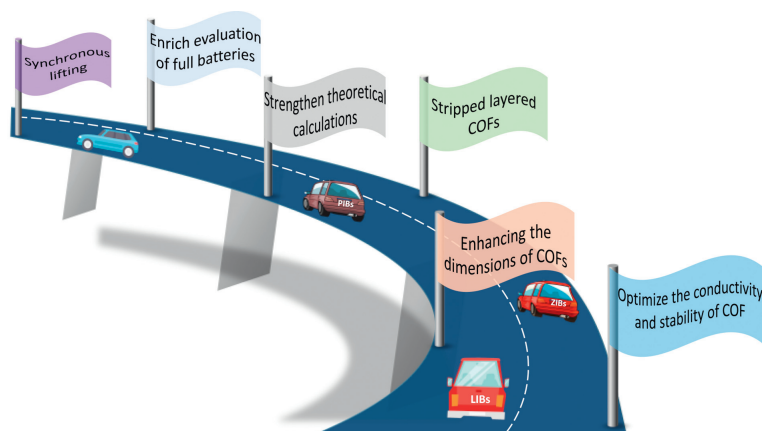 Synchronous
lifting
Enrich evaluation
of full batteries
Strengthen theoretical
calculations
Stripped layered
COFs
PIBs
Enhancing the
dimensions of COFs
ZIBs
Optimize the conductivity
and stability of COF
LIBs